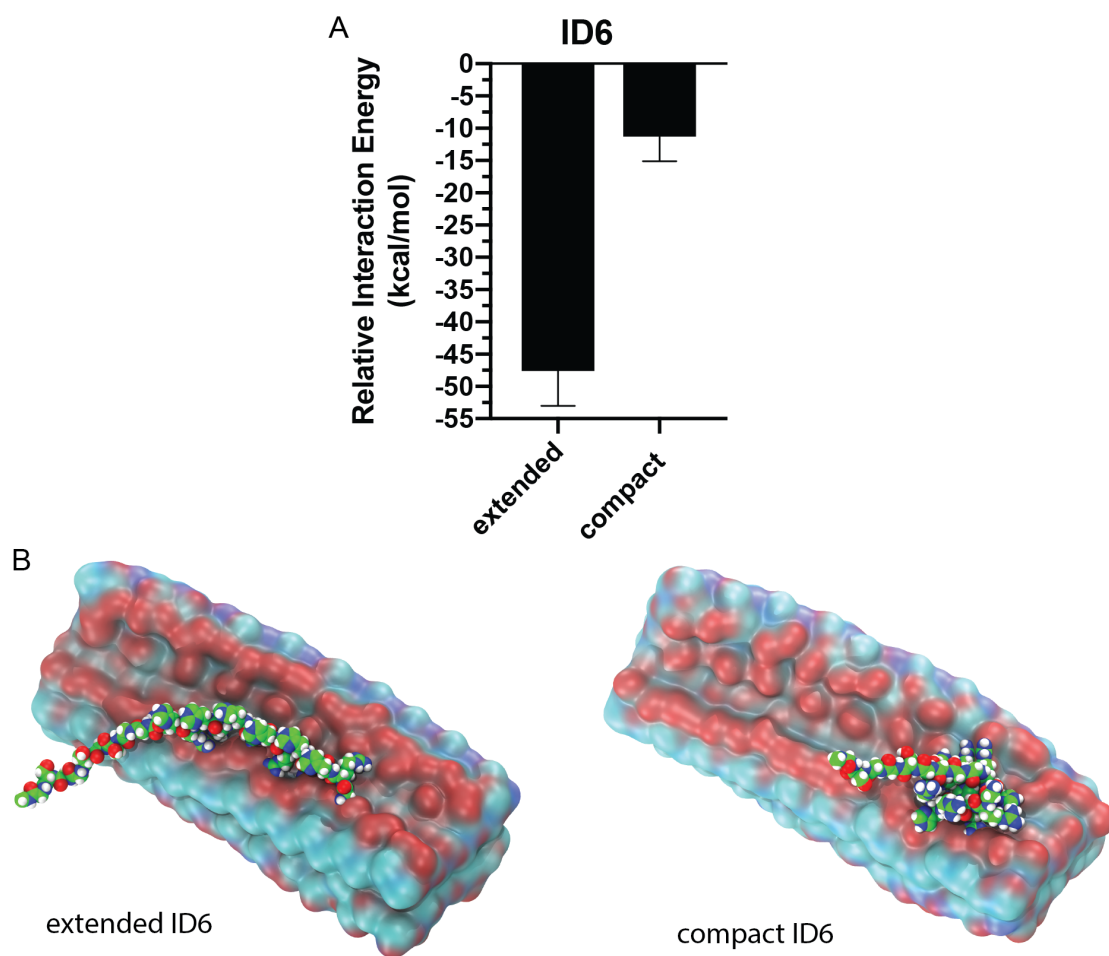 A
ID6
Relative Interaction Energy
(kcal/mol)
0
-5
-10
-15
-20
-25
-30
-35
-40
-45
-50
-55
extended
compact
B
extended ID6
compact ID6